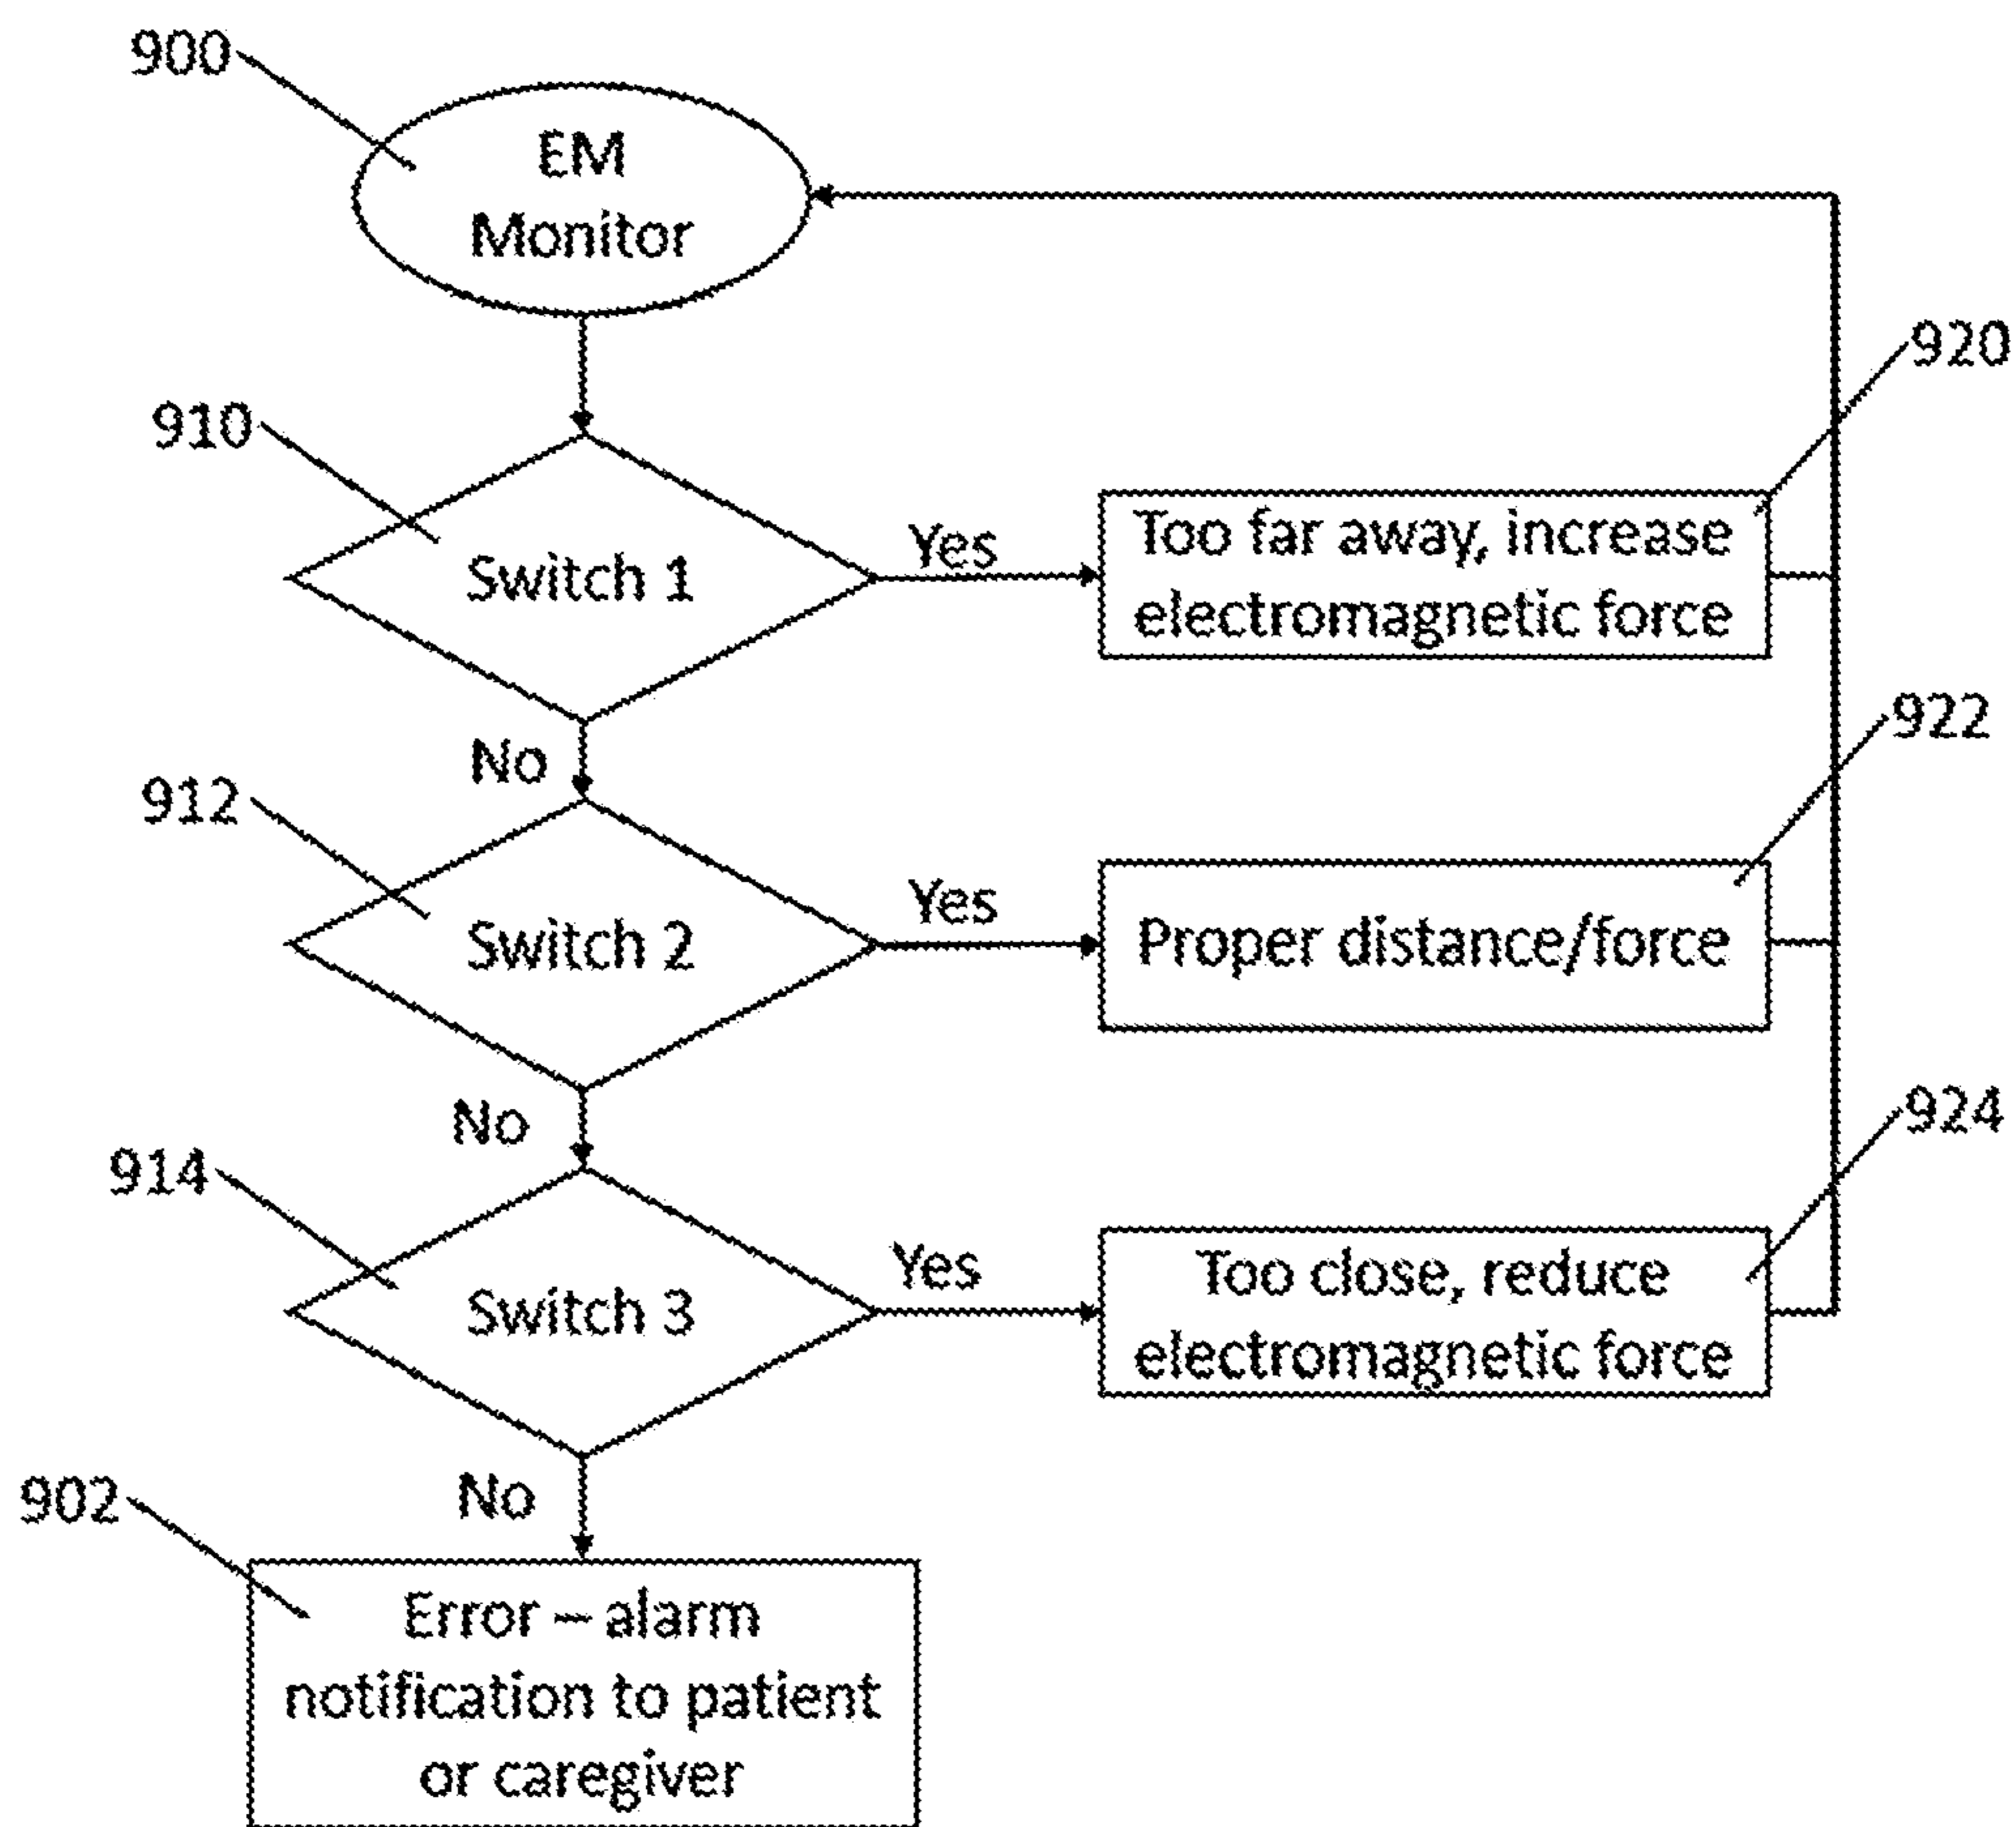 900
EM
Monitor
920
910
Switch 1
Yes
Too far away, increase
electromagnetic force
No
922
912
Switch 2
Yes
Proper distance/force
No
924
914
Switch 3
Yes
Too close, reduce
electromagnetic force
No
902
Error – alarm
notification to patient
or caregiver